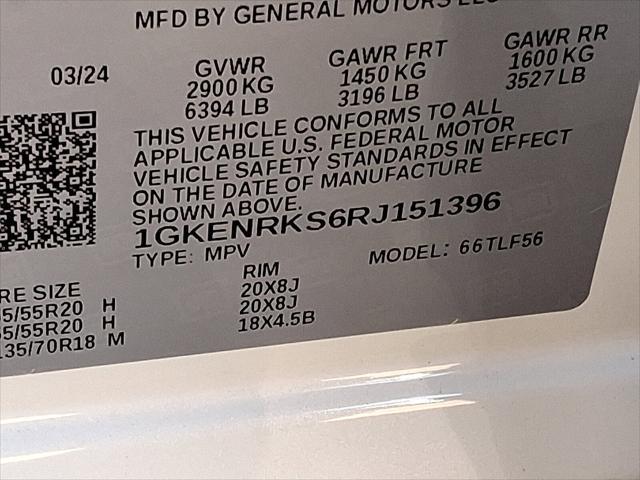 MFD BY GENERAL MOTORS LLC
03/24 GVWR GAWR FRT GAWR RR
2900 KG 1450 KG 1600 KG
6394 LB 3196 LB 3527 LB
THIS VEHICLE CONFORMS TO ALL
APPLICABLE U.S. FEDERAL MOTOR
VEHICLE SAFETY STANDARDS IN EFFECT
ON THE DATE OF MANUFACTURE
SHOWN ABOVE.
1GKENRKS6RJ151396
TYPE: MPV MODEL: 66TLF56
RE SIZE RIM
5/55R20 H 20X8J
5/55R20 H 20X8J
135/70R18 M 18X4.5B